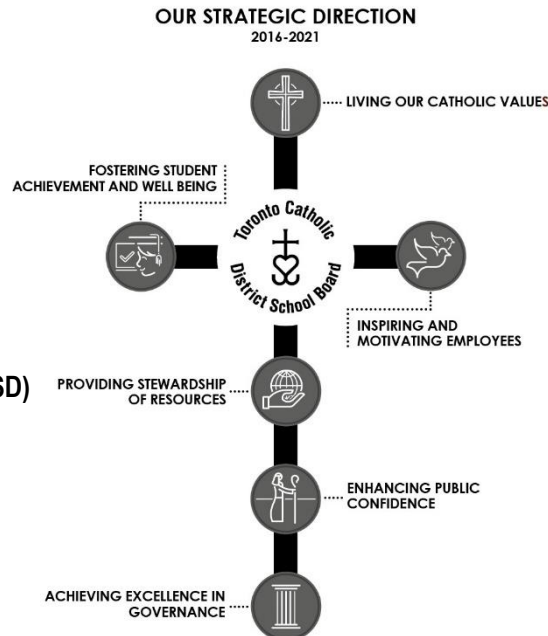 OUR STRATEGIC DIRECTION
2016-2021
LIVING OUR CATHOLIC VALUES
FOSTERING STUDENT
ACHIEVEMENT AND WELL BEING
Toronto Catholic
District School Board
INSPIRING AND
MOTIVATING EMPLOYEES
SD)
PROVIDING STEWARDSHIP
OF RESOURCES
ENHANCING PUBLIC
CONFIDENCE
ACHIEVING EXCELLENCE IN
GOVERNANCE